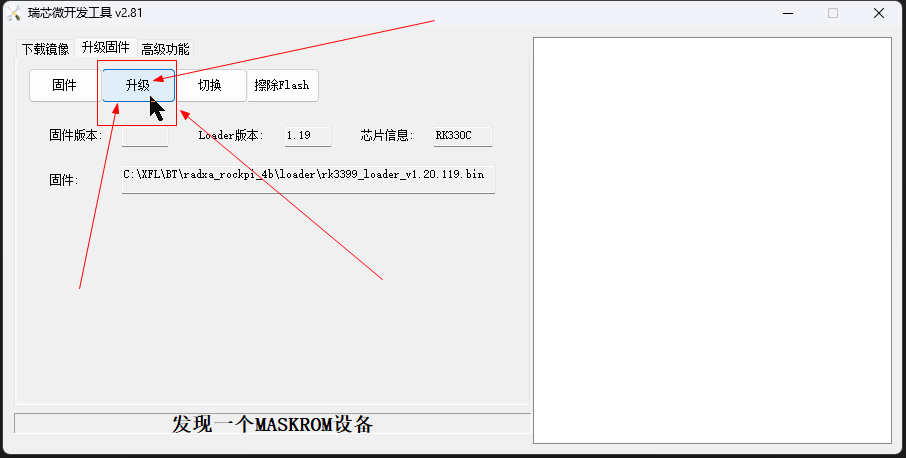 瑞芯微开发工具 v2.81
下载镜像 升级固件 高级功能
固件 升级 切换 擦除Flash
固件版本: Loader版本: 1.19 芯片信息: RK330C
固件: C:\XFL\BT\radxa_rockpi_4b\loader\rk3399_loader_v1.20.119.bin
发现一个MASKROM设备